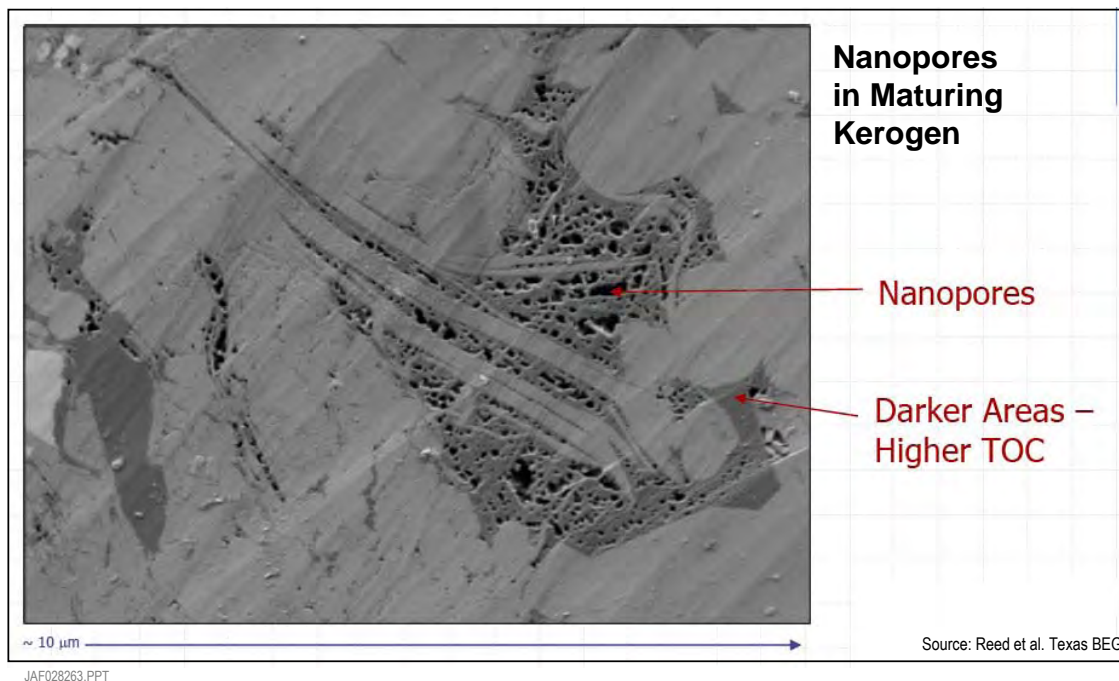 Nanopores
in Maturing
Kerogen
Nanopores
Darker Areas –
Higher TOC
~ 10 μm
Source: Reed et al. Texas BEG
JAF028263.PPT